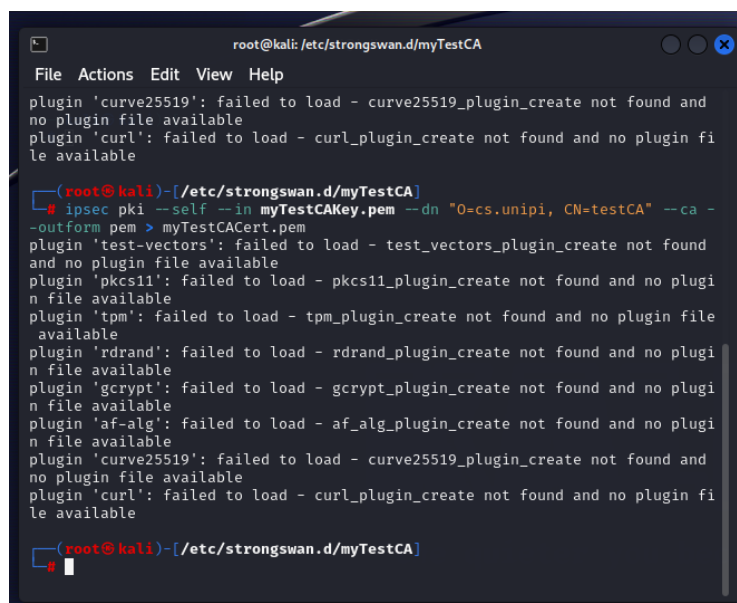 root@kali: /etc/strongswan.d/myTestCA
File Actions Edit View Help
plugin 'curve25519': failed to load - curve25519_plugin_create not found and
no plugin file available
plugin 'curl': failed to load - curl_plugin_create not found and no plugin fi
le available
(root㉿kali)-[/etc/strongswan.d/myTestCA]
# ipsec pki --self --in myTestCAKey.pem --dn "O=cs.unipi, CN=testCA" --ca -
-outform pem > myTestCACert.pem
plugin 'test-vectors': failed to load - test_vectors_plugin_create not found
and no plugin file available
plugin 'pkcs11': failed to load - pkcs11_plugin_create not found and no plugi
n file available
plugin 'tpm': failed to load - tpm_plugin_create not found and no plugin file
 available
plugin 'rdrand': failed to load - rdrand_plugin_create not found and no plugi
n file available
plugin 'gcrypt': failed to load - gcrypt_plugin_create not found and no plugi
n file available
plugin 'af-alg': failed to load - af_alg_plugin_create not found and no plugi
n file available
plugin 'curve25519': failed to load - curve25519_plugin_create not found and
no plugin file available
plugin 'curl': failed to load - curl_plugin_create not found and no plugin fi
le available
(root㉿kali)-[/etc/strongswan.d/myTestCA]
#